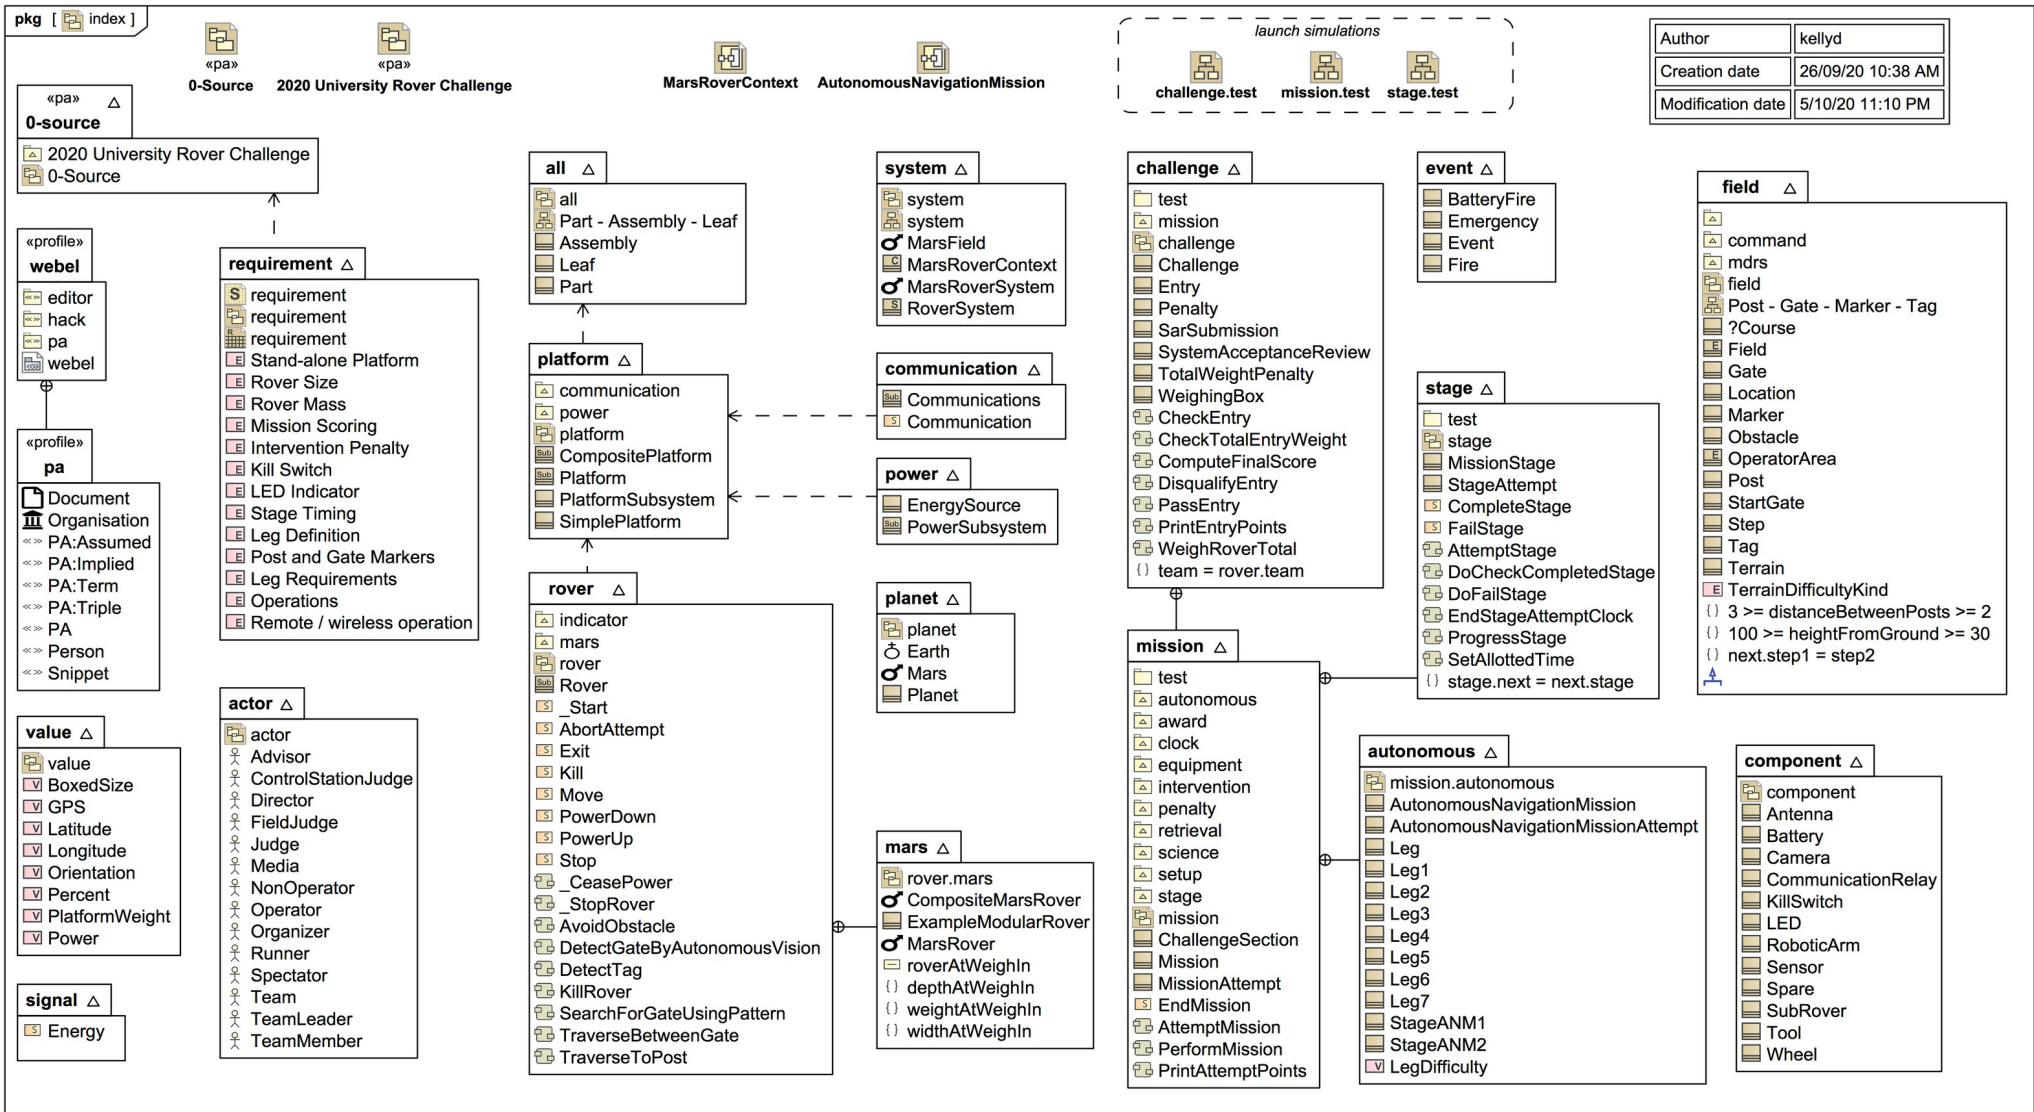 pkg [ index ]
«pa»
0-Source
«pa»
2020 University Rover Challenge
MarsRoverContext
AutonomousNavigationMission
launch simulations
challenge.test
mission.test
stage.test
Author kellyd
Creation date 26/09/20 10:38 AM
Modification date 5/10/20 11:10 PM
«pa»
0-source
2020 University Rover Challenge
0-Source
«profile»
webel
editor
hack
pa
webel
«profile»
pa
Document
Organisation
PA:Assumed
PA:Implied
PA:Term
PA:Triple
PA
Person
Snippet
value
value
BoxedSize
GPS
Latitude
Longitude
Orientation
Percent
PlatformWeight
Power
signal
Energy
requirement
requirement
requirement
requirement
Stand-alone Platform
Rover Size
Rover Mass
Mission Scoring
Intervention Penalty
Kill Switch
LED Indicator
Stage Timing
Leg Definition
Post and Gate Markers
Leg Requirements
Operations
Remote / wireless operation
actor
actor
Advisor
ControlStationJudge
Director
FieldJudge
Judge
Media
NonOperator
Operator
Organizer
Runner
Spectator
Team
TeamLeader
TeamMember
all
all
Part - Assembly - Leaf
Assembly
Leaf
Part
platform
communication
power
platform
CompositePlatform
Platform
PlatformSubsystem
SimplePlatform
rover
indicator
mars
rover
Rover
_Start
AbortAttempt
Exit
Kill
Move
PowerDown
PowerUp
Stop
_CeasePower
_StopRover
AvoidObstacle
DetectGateByAutonomousVision
DetectTag
KillRover
SearchForGateUsingPattern
TraverseBetweenGate
TraverseToPost
system
system
system
MarsField
MarsRoverContext
MarsRoverSystem
RoverSystem
communication
Communications
Communication
power
EnergySource
PowerSubsystem
planet
planet
Earth
Mars
Planet
mars
rover.mars
CompositeMarsRover
ExampleModularRover
MarsRover
roverAtWeighIn
{} depthAtWeighIn
{} weightAtWeighIn
{} widthAtWeighIn
challenge
test
mission
challenge
Challenge
Entry
Penalty
SarSubmission
SystemAcceptanceReview
TotalWeightPenalty
WeighingBox
CheckEntry
CheckTotalEntryWeight
ComputeFinalScore
DisqualifyEntry
PassEntry
PrintEntryPoints
WeighRoverTotal
{} team = rover.team
mission
test
autonomous
award
clock
equipment
intervention
penalty
retrieval
science
setup
stage
mission
ChallengeSection
Mission
MissionAttempt
EndMission
AttemptMission
PerformMission
PrintAttemptPoints
event
BatteryFire
Emergency
Event
Fire
stage
test
stage
MissionStage
StageAttempt
CompleteStage
FailStage
AttemptStage
DoCheckCompletedStage
DoFailStage
EndStageAttemptClock
ProgressStage
SetAllottedTime
{} stage.next = next.stage
autonomous
mission.autonomous
AutonomousNavigationMission
AutonomousNavigationMissionAttempt
Leg
Leg1
Leg2
Leg3
Leg4
Leg5
Leg6
Leg7
StageANM1
StageANM2
LegDifficulty
field
command
mdrs
field
Post - Gate - Marker - Tag
?Course
Field
Gate
Location
Marker
Obstacle
OperatorArea
Post
StartGate
Step
Tag
Terrain
TerrainDifficultyKind
{} 3 >= distanceBetweenPosts >= 2
{} 100 >= heightFromGround >= 30
{} next.step1 = step2
component
component
Antenna
Battery
Camera
CommunicationRelay
KillSwitch
LED
RoboticArm
Sensor
Spare
SubRover
Tool
Wheel